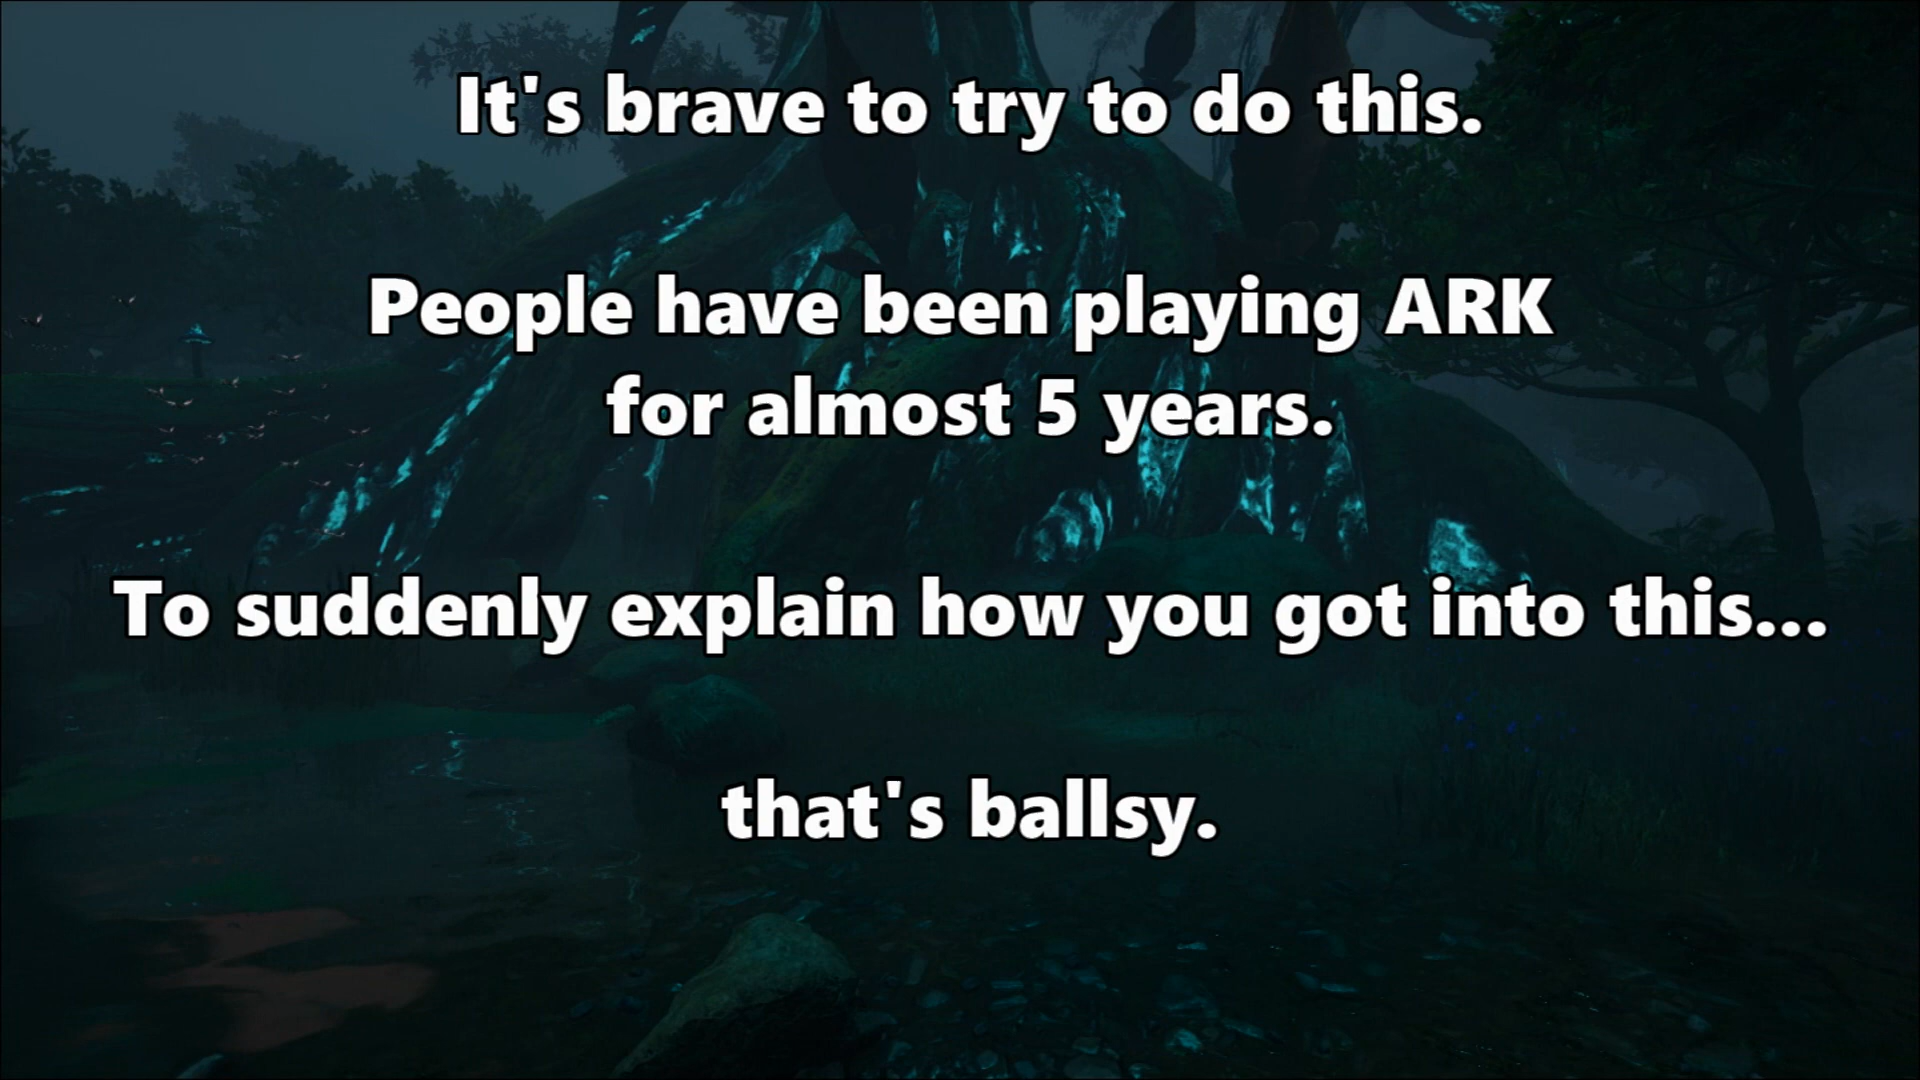 It's brave to try to do this.
People have been playing ARK
for almost 5 years.
To suddenly explain how you got into this...
that's ballsy.